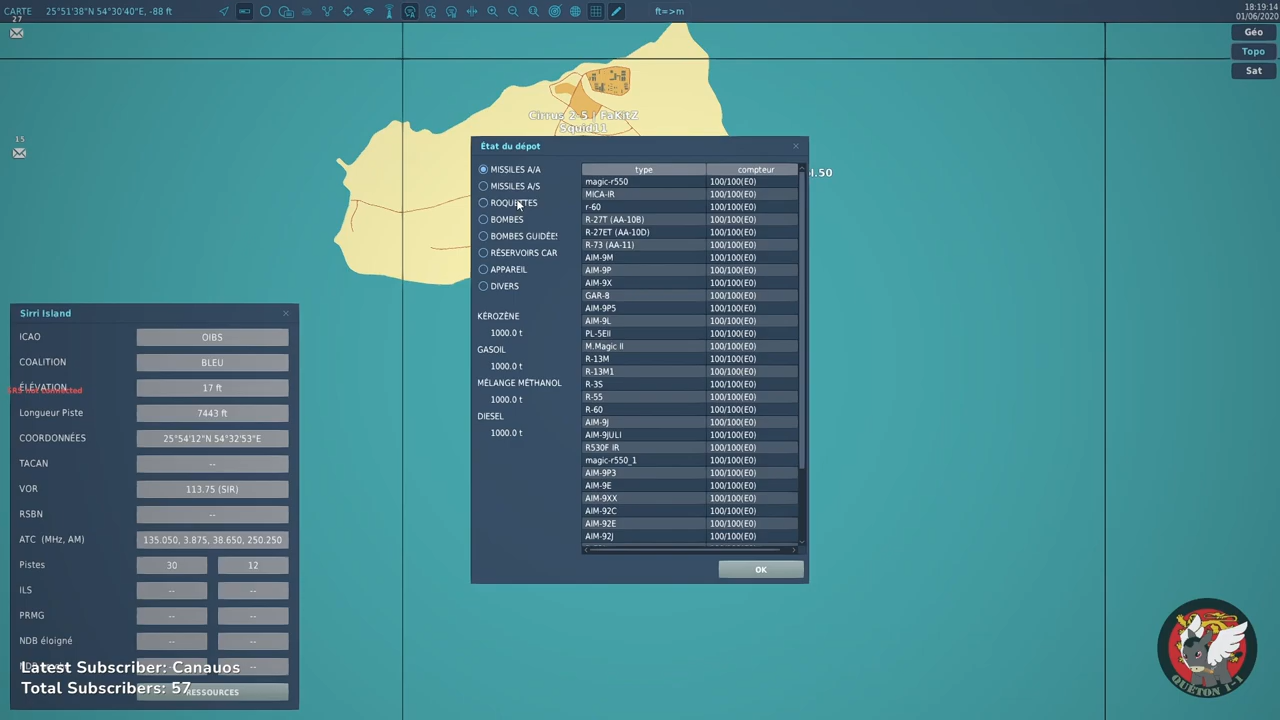 CARTE 25°51'38"N 54°30'40"E, -88 ft ft=>m 18:19:14
01/06/2020
27
15
Géo
Topo
Sat
Cirrus 2-5 | FaKitZ
Squid11
État du dépôt
MISSILES A/A
MISSILES A/S
ROQUETTES
BOMBES
BOMBES GUIDÉES
RÉSERVOIRS CAR
APPAREIL
DIVERS
KÉROZÈNE
1000.0 t
GASOIL
1000.0 t
MÉLANGE MÉTHANOL
1000.0 t
DIESEL
1000.0 t
type compteur
magic-r550 100/100(E0)
MICA-IR 100/100(E0)
r-60 100/100(E0)
R-27T (AA-10B) 100/100(E0)
R-27ET (AA-10D) 100/100(E0)
R-73 (AA-11) 100/100(E0)
AIM-9M 100/100(E0)
AIM-9P 100/100(E0)
AIM-9X 100/100(E0)
GAR-8 100/100(E0)
AIM-9P5 100/100(E0)
AIM-9L 100/100(E0)
PL-5EII 100/100(E0)
M.Magic II 100/100(E0)
R-13M 100/100(E0)
R-13M1 100/100(E0)
R-3S 100/100(E0)
R-55 100/100(E0)
R-60 100/100(E0)
AIM-9J 100/100(E0)
AIM-9JULI 100/100(E0)
R530F IR 100/100(E0)
magic-r550_1 100/100(E0)
AIM-9P3 100/100(E0)
AIM-9E 100/100(E0)
AIM-9XX 100/100(E0)
AIM-92C 100/100(E0)
AIM-92E 100/100(E0)
AIM-92J 100/100(E0)
OK
.50
Sirri Island
ICAO OIBS
COALITION BLEU
ÉLÉVATION 17 ft
SRS not connected
Longueur Piste 7443 ft
COORDONNÉES 25°54'12"N 54°32'53"E
TACAN --
VOR 113.75 (SIR)
RSBN --
ATC (MHz, AM) 135.050, 3.875, 38.650, 250.250
Pistes 30 12
ILS -- --
PRMG -- --
NDB éloigné -- --
-- --
RESSOURCES
Latest Subscriber: Canauos
Total Subscribers: 57
QUETON 1-1